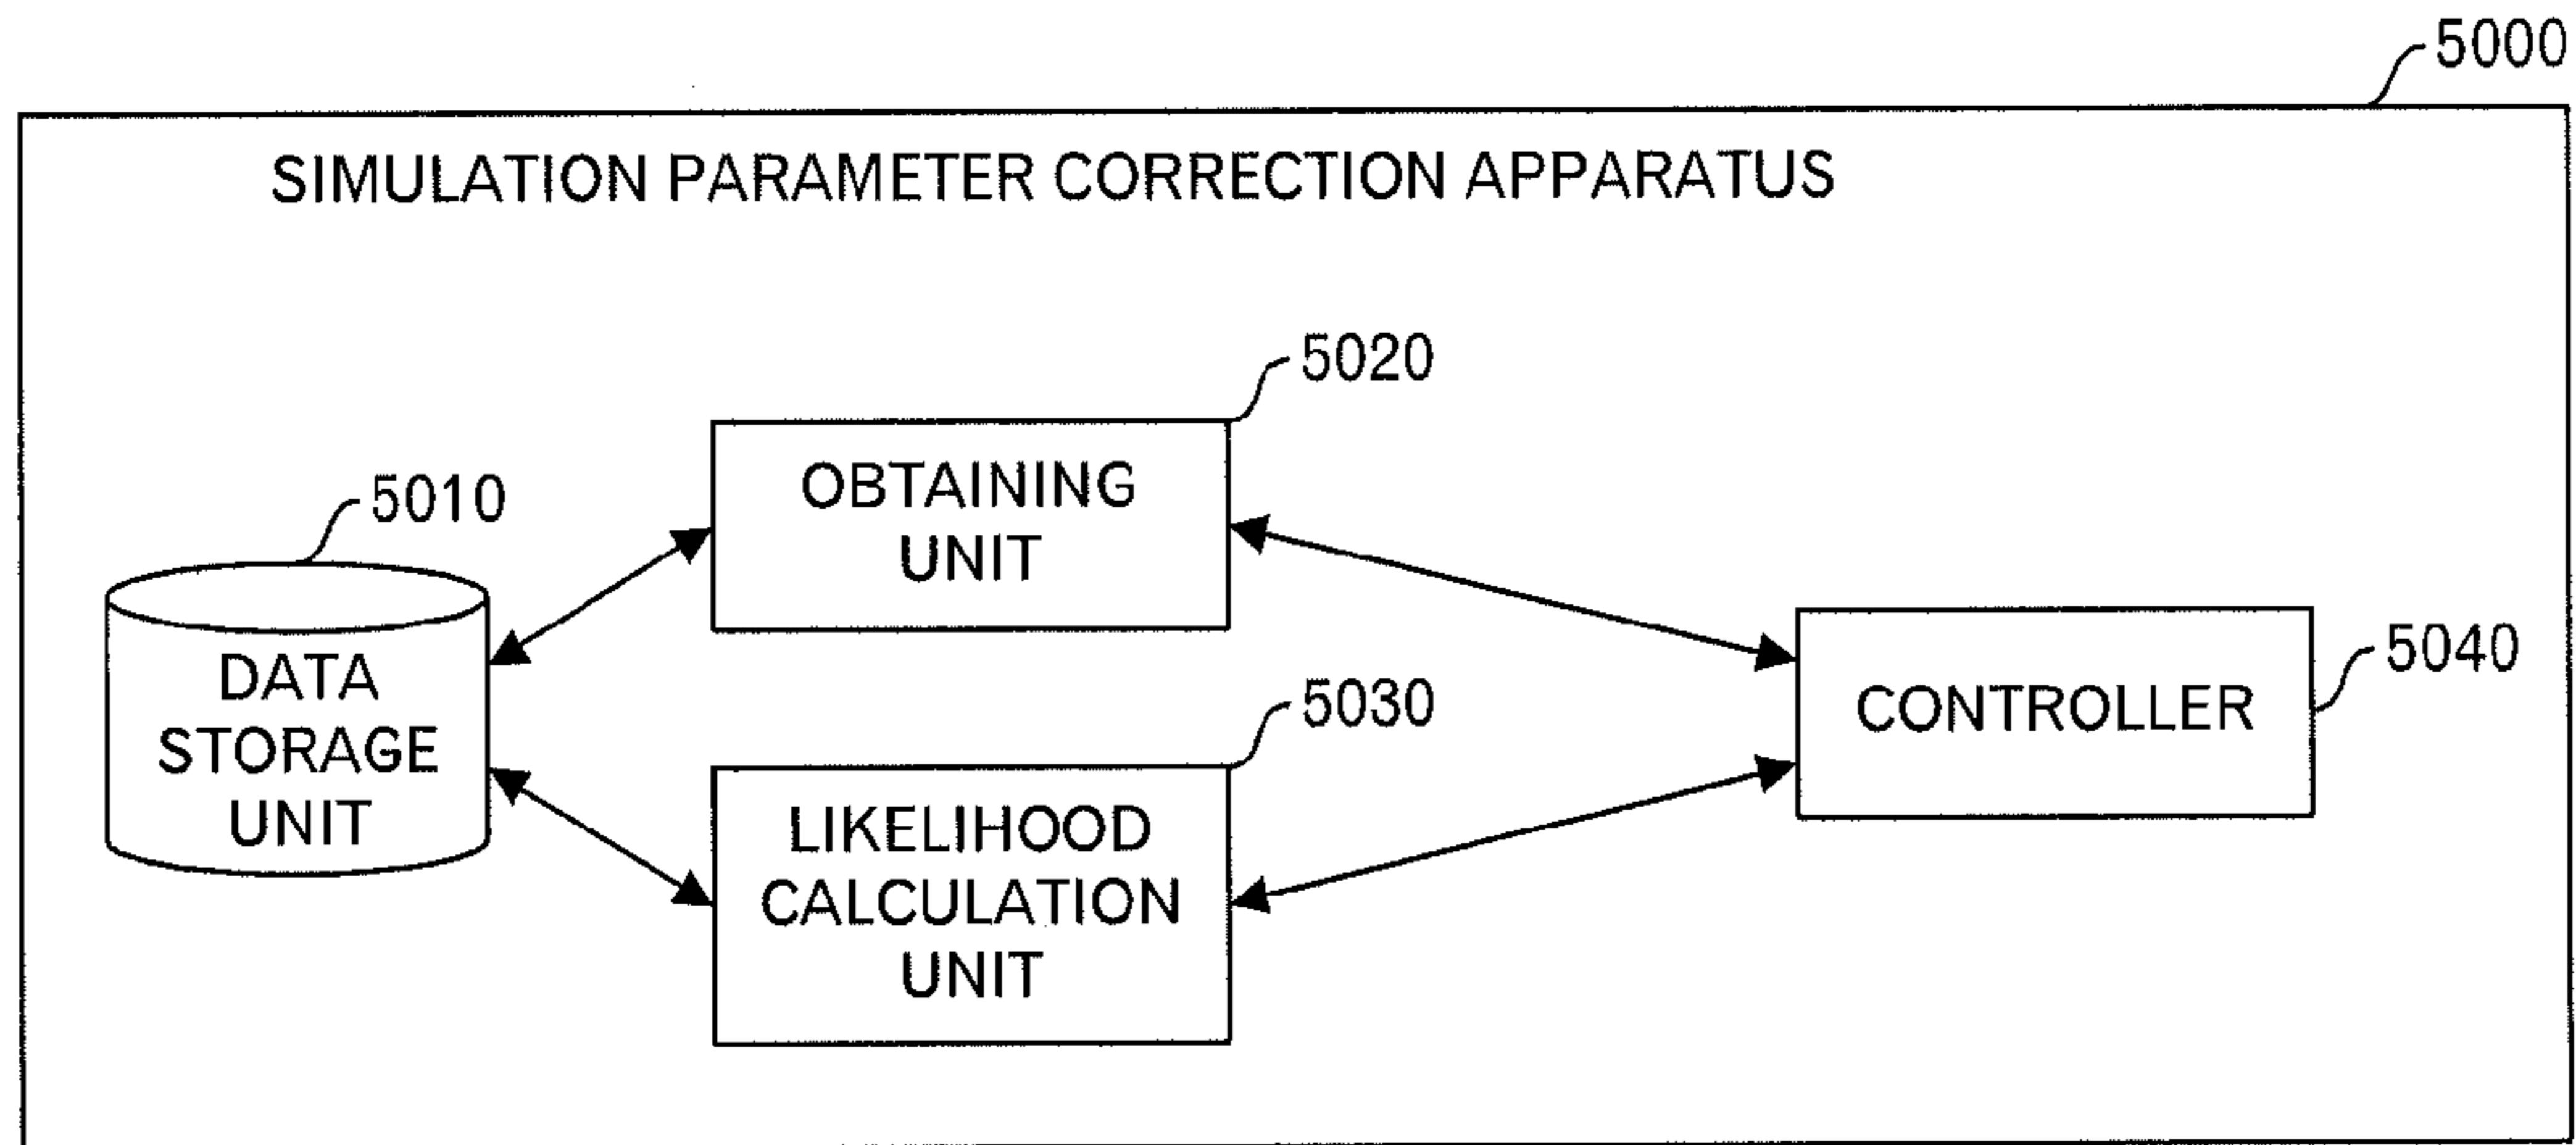 5000
SIMULATION PARAMETER CORRECTION APPARATUS
5020
OBTAINING
UNIT
5010
DATA
STORAGE
UNIT
5030
LIKELIHOOD
CALCULATION
UNIT
5040
CONTROLLER